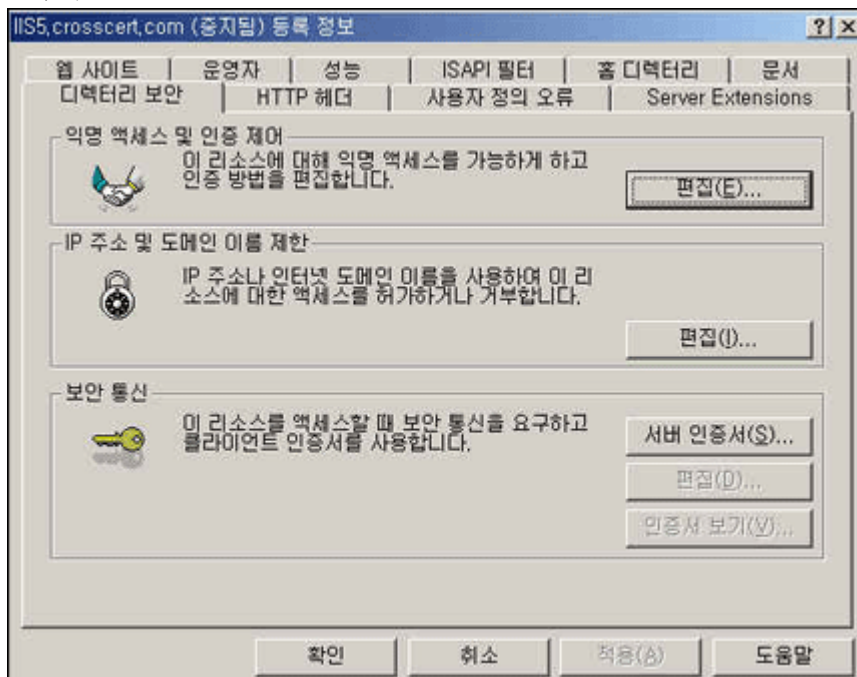 IIS5,crosscert,com (중지됨) 등록 정보
웹 사이트 운영자 성능 ISAPI 필터 홈 디렉터리 문서
디렉터리 보안 HTTP 헤더 사용자 정의 오류 Server Extensions
익명 액세스 및 인증 제어
이 리소스에 대해 익명 액세스를 가능하게 하고
인증 방법을 편집합니다.
편집(E)...
IP 주소 및 도메인 이름 제한
IP 주소나 인터넷 도메인 이름을 사용하여 이 리
소스에 대한 액세스를 허가하거나 거부합니다.
편집(I)...
보안 통신
이 리소스를 액세스할 때 보안 통신을 요구하고
클라이언트 인증서를 사용합니다.
서버 인증서(S)...
편집(D)...
인증서 보기(V)...
확인 취소 적용(A) 도움말